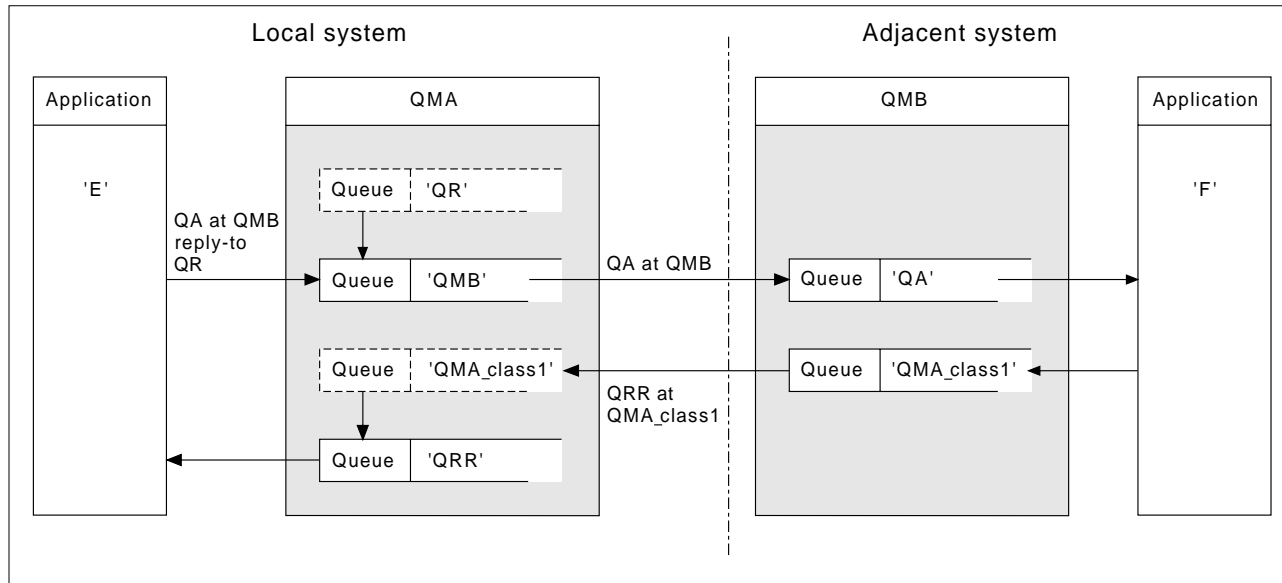 Local system
Adjacent system
Application
QMA
QMB
Application
'E'
Queue 'QR'
'F'
QA at QMB
reply-to
QR
Queue 'QMB'
QA at QMB
Queue 'QA'
Queue 'QMA_class1'
Queue 'QMA_class1'
QRR at
QMA_class1
Queue 'QRR'